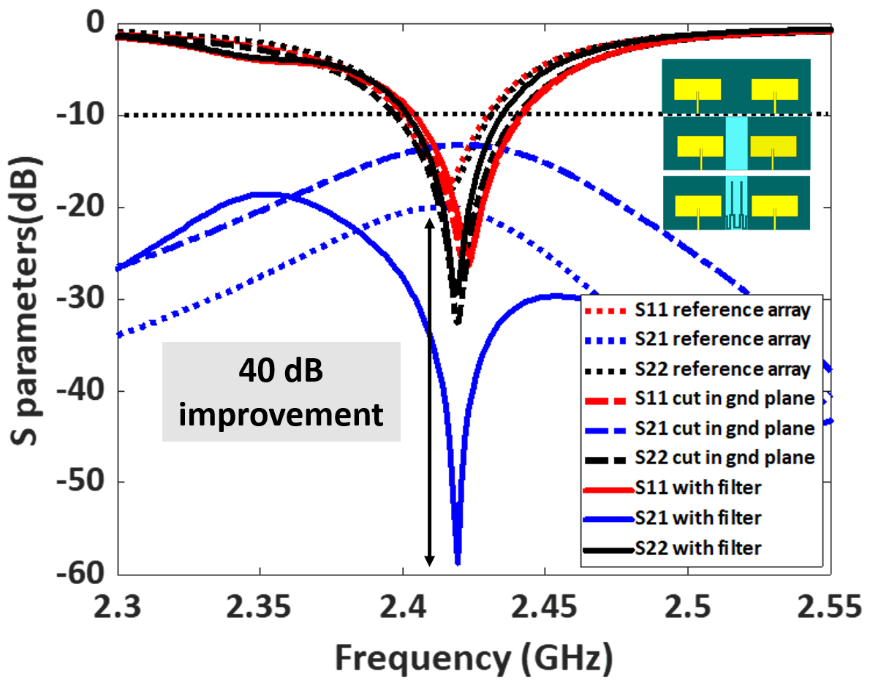 0
-10
-20
-30
-40
-50
-60
S parameters(dB)
40 dB
improvement
S11 reference array
S21 reference array
S22 reference array
S11 cut in gnd plane
S21 cut in gnd plane
S22 cut in gnd plane
S11 with filter
S21 with filter
S22 with filter
2.3 2.35 2.4 2.45 2.5 2.55
Frequency (GHz)